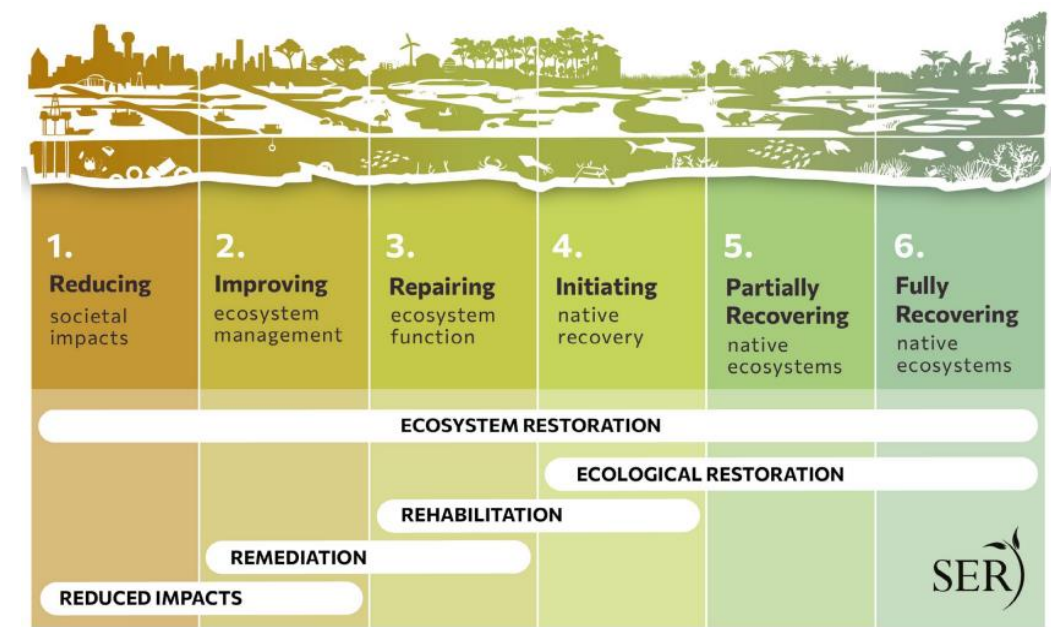 1.
Reducing
societal
impacts
2.
Improving
ecosystem
management
3.
Repairing
ecosystem
function
4.
Initiating
native
recovery
5.
Partially
Recovering
native
ecosystems
6.
Fully
Recovering
native
ecosystems
ECOSYSTEM RESTORATION
ECOLOGICAL RESTORATION
REHABILITATION
REMEDIATION
REDUCED IMPACTS
SER